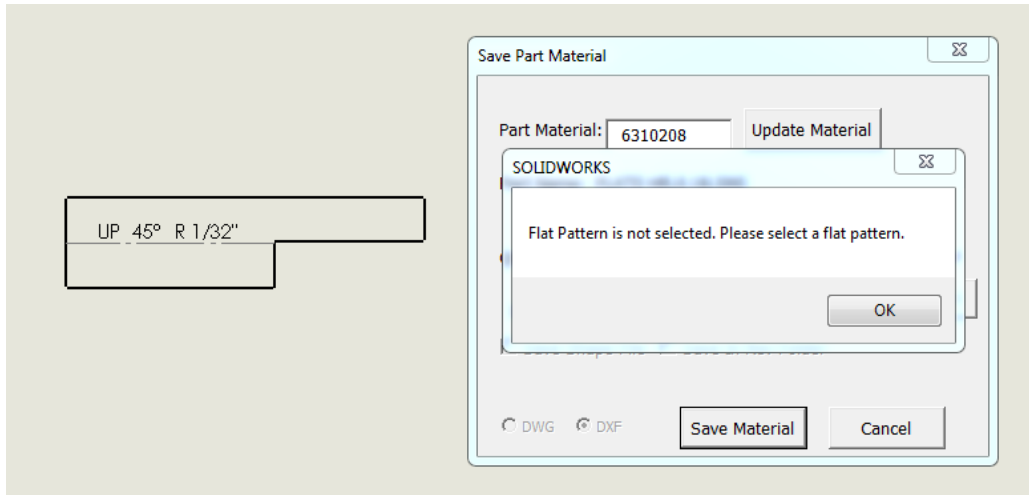 Save Part Material
Part Material: 6310208 Update Material
SOLIDWORKS
UP 45° R 1/32"
Flat Pattern is not selected. Please select a flat pattern.
OK
DWG DXF Save Material Cancel